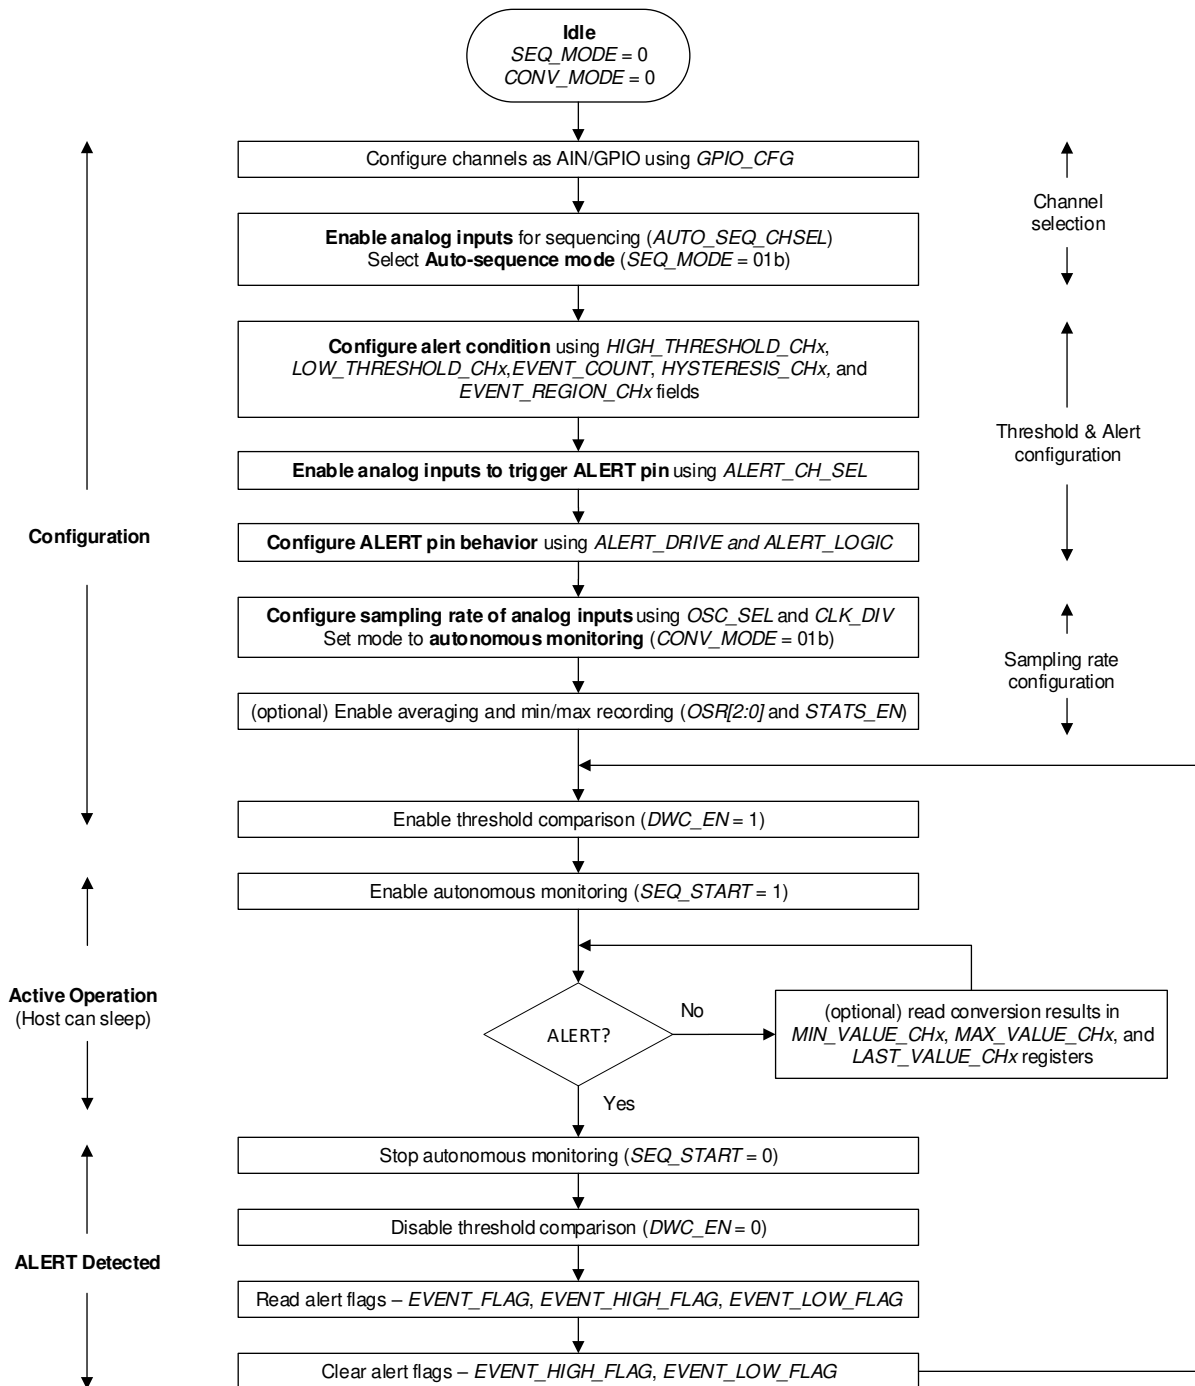 Idle
SEQ_MODE = 0
CONV_MODE = 0
Configure channels as AIN/GPIO using GPIO_CFG
Channel
selection
Enable analog inputs for sequencing (AUTO_SEQ_CHSEL)
Select Auto-sequence mode (SEQ_MODE = 01b)
Configure alert condition using HIGH_THRESHOLD_CHx,
LOW_THRESHOLD_CHx,EVENT_COUNT, HYSTERESIS_CHx, and
EVENT_REGION_CHx fields
Threshold & Alert
configuration
Enable analog inputs to trigger ALERT pin using ALERT_CH_SEL
Configuration
Configure ALERT pin behavior using ALERT_DRIVE and ALERT_LOGIC
Configure sampling rate of analog inputs using OSC_SEL and CLK_DIV
Set mode to autonomous monitoring (CONV_MODE = 01b)
Sampling rate
configuration
(optional) Enable averaging and min/max recording (OSR[2:0] and STATS_EN)
Enable threshold comparison (DWC_EN = 1)
Enable autonomous monitoring (SEQ_START = 1)
Active Operation
(Host can sleep)
ALERT?
No
(optional) read conversion results in
MIN_VALUE_CHx, MAX_VALUE_CHx, and
LAST_VALUE_CHx registers
Yes
Stop autonomous monitoring (SEQ_START = 0)
Disable threshold comparison (DWC_EN = 0)
ALERT Detected
Read alert flags – EVENT_FLAG, EVENT_HIGH_FLAG, EVENT_LOW_FLAG
Clear alert flags – EVENT_HIGH_FLAG, EVENT_LOW_FLAG